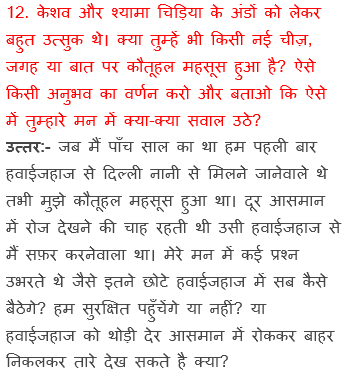 12. केशव और श्यामा चिड़िया के अंडों को लेकर
बहुत उत्सुक थे। क्या तुम्हें भी किसी नई चीज़,
जगह या बात पर कौतूहल महसूस हुआ है? ऐसे
किसी अनुभव का वर्णन करो और बताओ कि ऐसे
में तुम्हारे मन में क्या-क्या सवाल उठे?
उत्तर:- जब मैं पाँच साल का था हम पहली बार
हवाईजहाज से दिल्ली नानी से मिलने जानेवाले थे
तभी मुझे कौतूहल महसूस हुआ था। दूर आसमान
में रोज देखने की चाह रहती थी उसी हवाईजहाज से
मैं सफ़र करनेवाला था। मेरे मन में कई प्रश्न
उभरते थे जैसे इतने छोटे हवाईजहाज में सब कैसे
बैठेगे? हम सुरक्षित पहुँचेंगे या नहीं? या
हवाईजहाज को थोड़ी देर आसमान में रोककर बाहर
निकलकर तारे देख सकते है क्या?